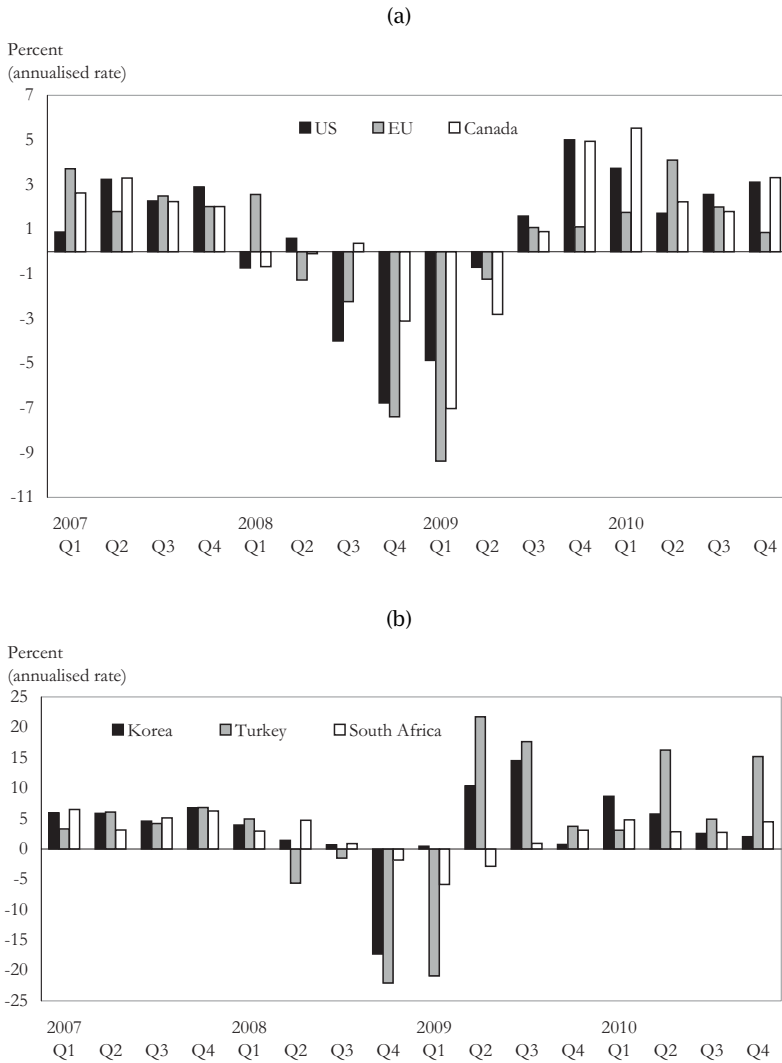 (a)
Percent
(annualised rate)
7
US EU Canada
5
3
1
-1
-3
-5
-7
-9
-11
2007 2008 2009 2010
Q1 Q2 Q3 Q4 Q1 Q2 Q3 Q4 Q1 Q2 Q3 Q4 Q1 Q2 Q3 Q4
(b)
Percent
(annualised rate)
25
Korea Turkey South Africa
20
15
10
5
0
-5
-10
-15
-20
-25
2007 2008 2009 2010
Q1 Q2 Q3 Q4 Q1 Q2 Q3 Q4 Q1 Q2 Q3 Q4 Q1 Q2 Q3 Q4